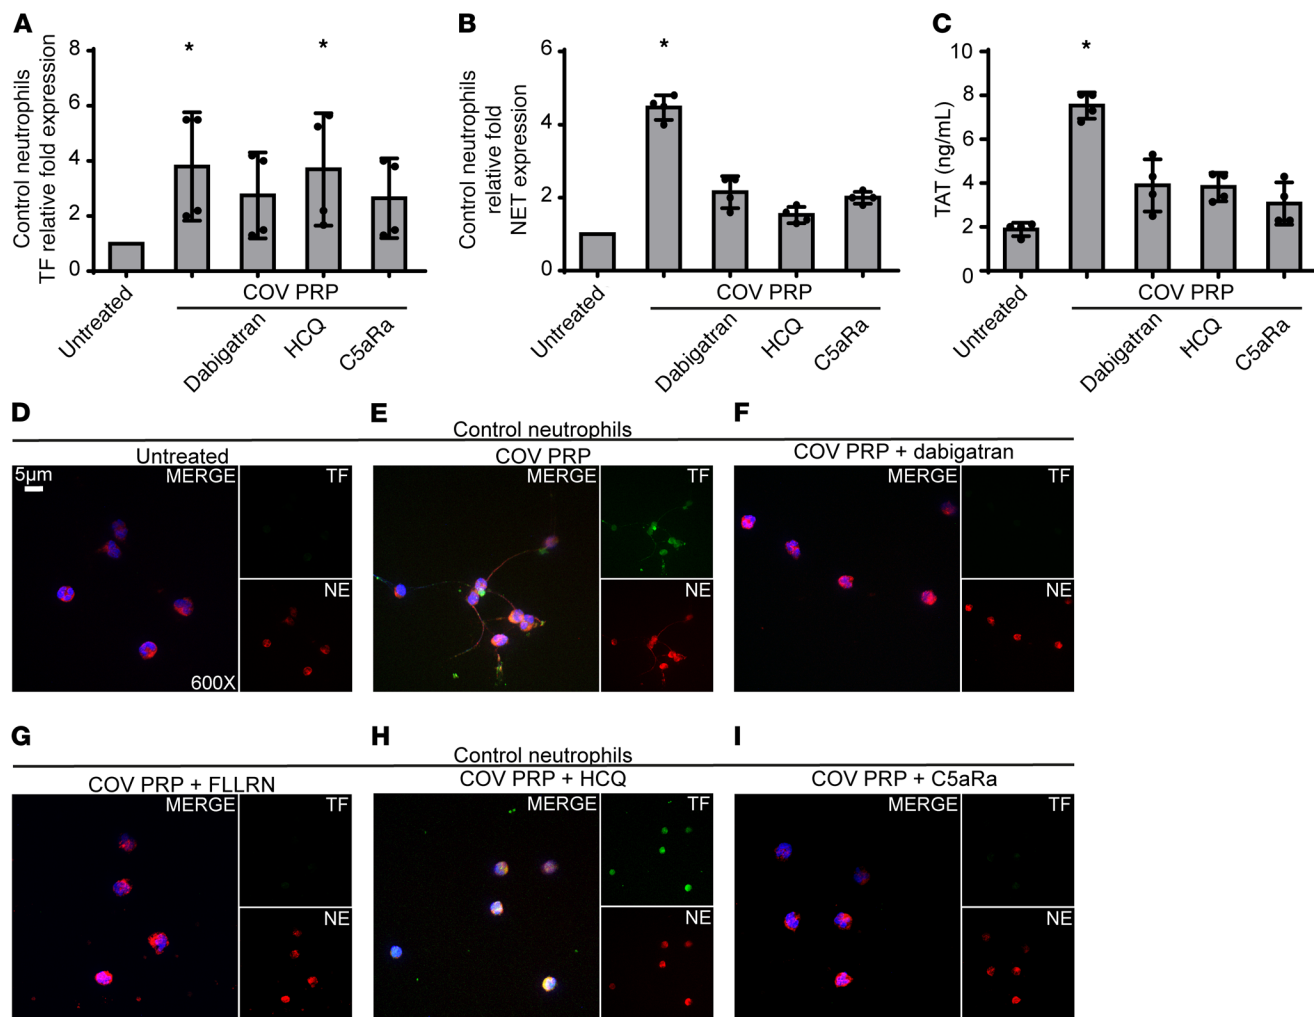 A
Control neutrophils
TF relatilve fold expression
8
6
4
2
0
*
*
Untreated
COV PRP
Dabigatran
HCQ
C5aRa
B
Control neutrophils
relative fold
NET expression
6
4
2
0
*
Untreated
COV PRP
Dabigatran
HCQ
C5aRa
C
TAT (ng/mL)
10
8
6
4
2
0
*
Untreated
COV PRP
Dabigatran
HCQ
C5aRa
D
E
F
Control neutrophils
Untreated
COV PRP
COV PRP + dabigatran
5µm
MERGE
TF
NE
600X
MERGE
TF
NE
MERGE
TF
NE
G
H
I
Control neutrophils
COV PRP + FLLRN
COV PRP + HCQ
COV PRP + C5aRa
MERGE
TF
NE
MERGE
TF
NE
MERGE
TF
NE